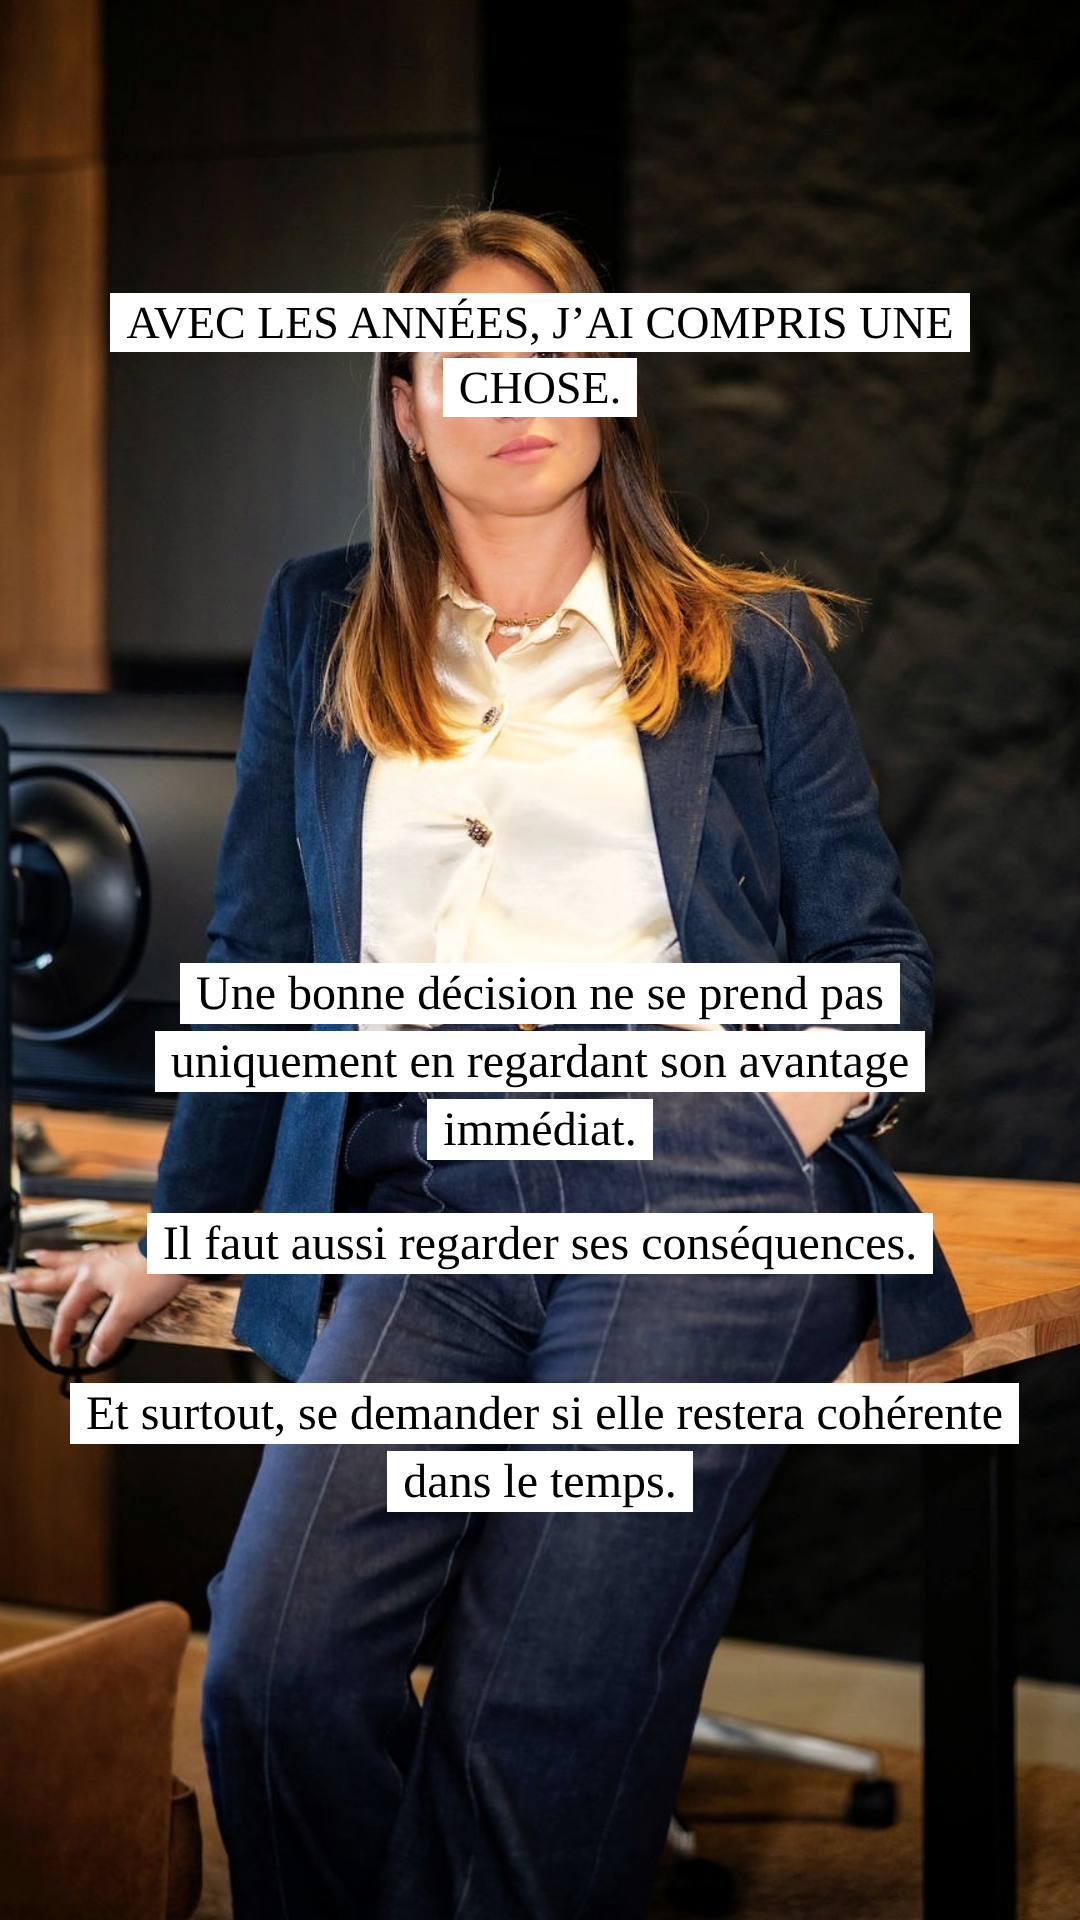 AVEC LES ANNÉES, J’AI COMPRIS UNE
CHOSE.
Une bonne décision ne se prend pas
uniquement en regardant son avantage
immédiat.
Il faut aussi regarder ses conséquences.
Et surtout, se demander si elle restera cohérente
dans le temps.